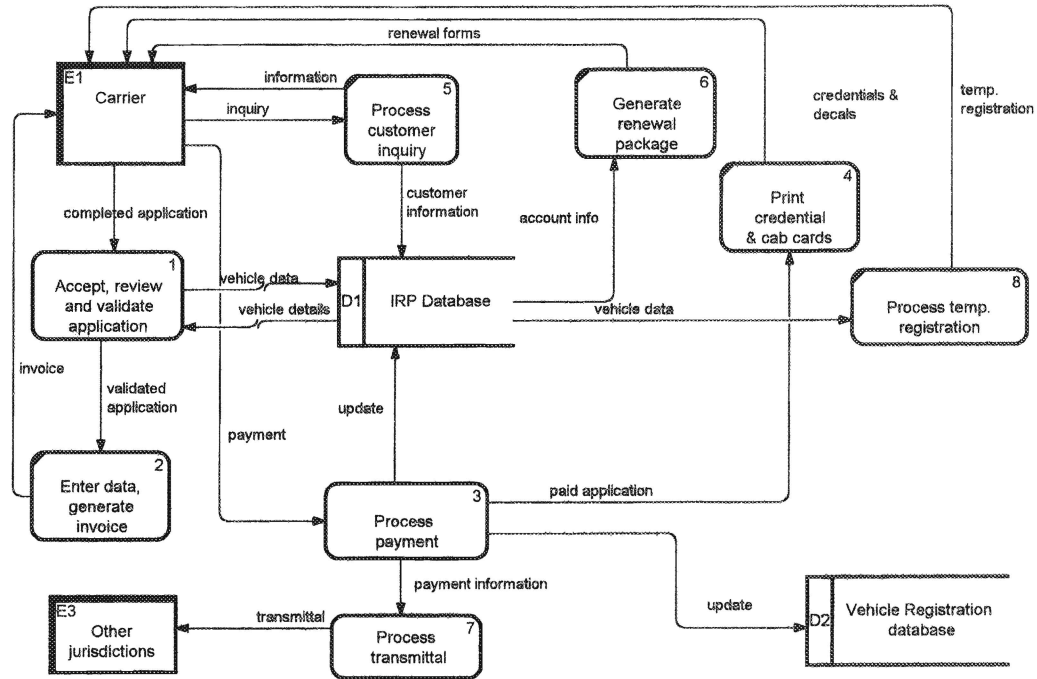 renewal forms
E1
Carrier
information
5
Process
customer
inquiry
inquiry
6
Generate
renewal
package
credentials &
decals
temp.
registration
completed application
customer
information
account info
4
Print
credential
& cab cards
1
Accept, review
and validate
application
vehicle data
vehicle details
D1
IRP Database
vehicle data
8
Process temp.
registration
invoice
validated
application
update
payment
2
Enter data,
generate
invoice
3
Process
payment
paid application
payment information
E3
Other
jurisdictions
transmittal
7
Process
transmittal
update
D2
Vehicle Registration
database